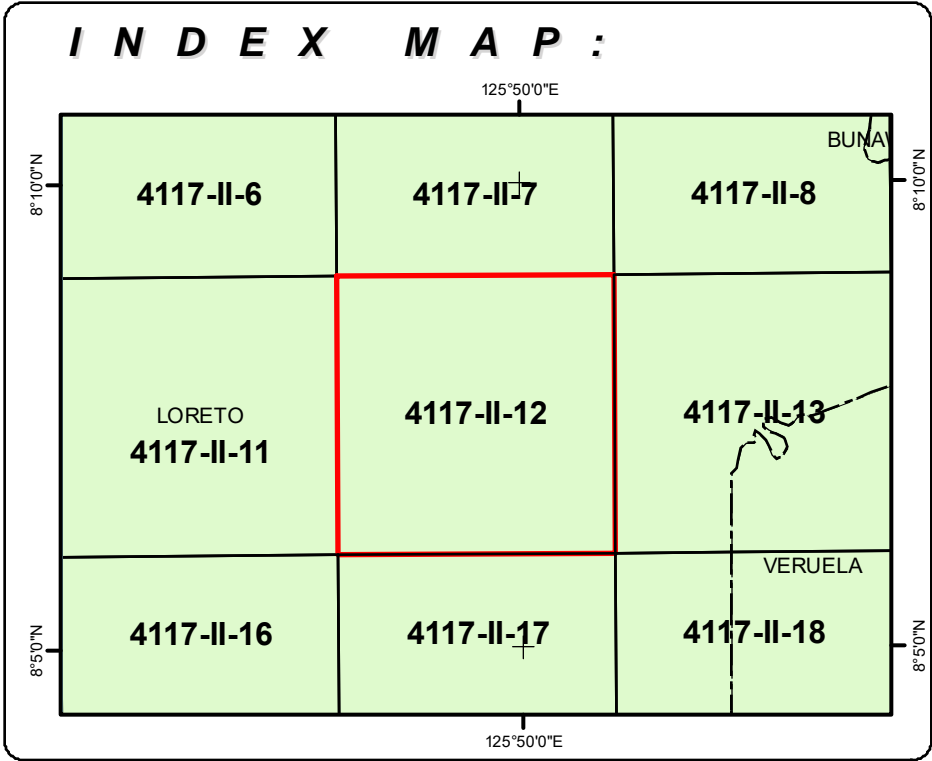 INDEX MAP:
125°50'0"E
BUNAW
8°10'0"N
8°10'0"N
4117-II-6
4117-II-7
4117-II-8
LORETO
4117-II-11
4117-II-12
4117-II-13
VERUELA
4117-II-16
4117-II-17
4117-II-18
8°5'0"N
8°5'0"N
125°50'0"E